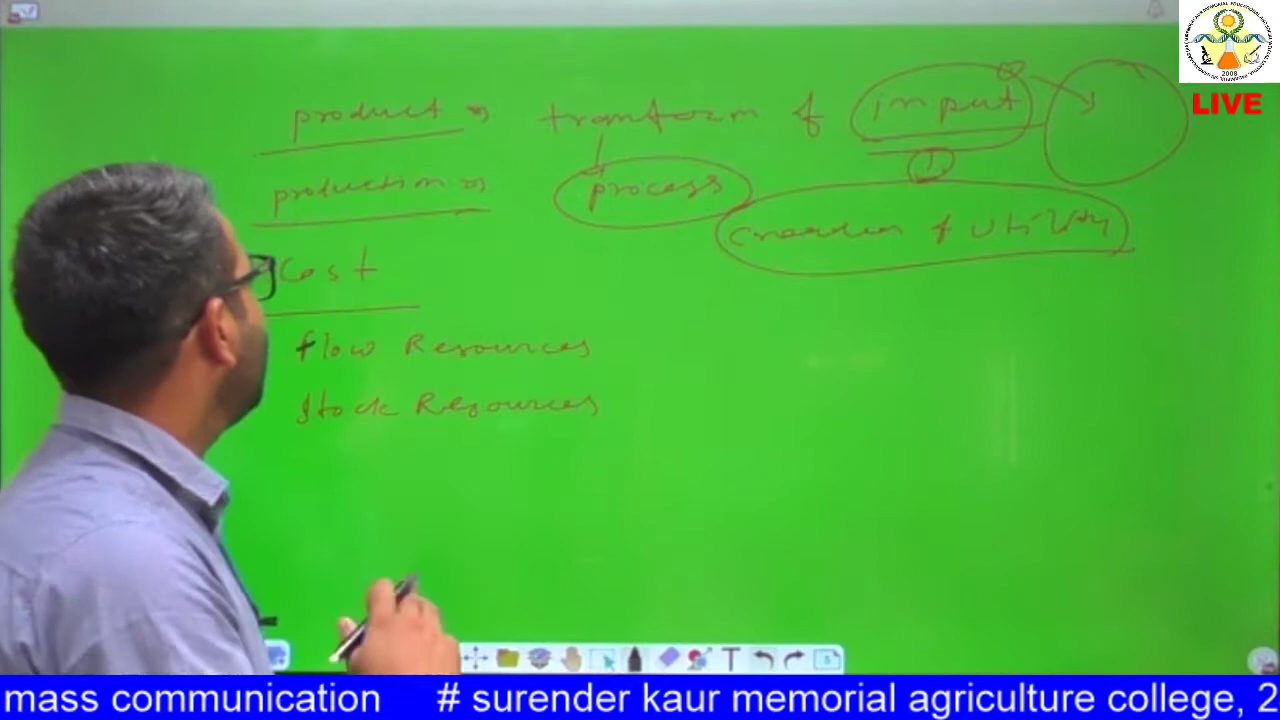 LIVE
product ⇒ tranform of input
production ⇒ process
creation of Utility
Cost
flow Resources
Stock Resources
2008
mass communication # surender kaur memorial agriculture college, 2